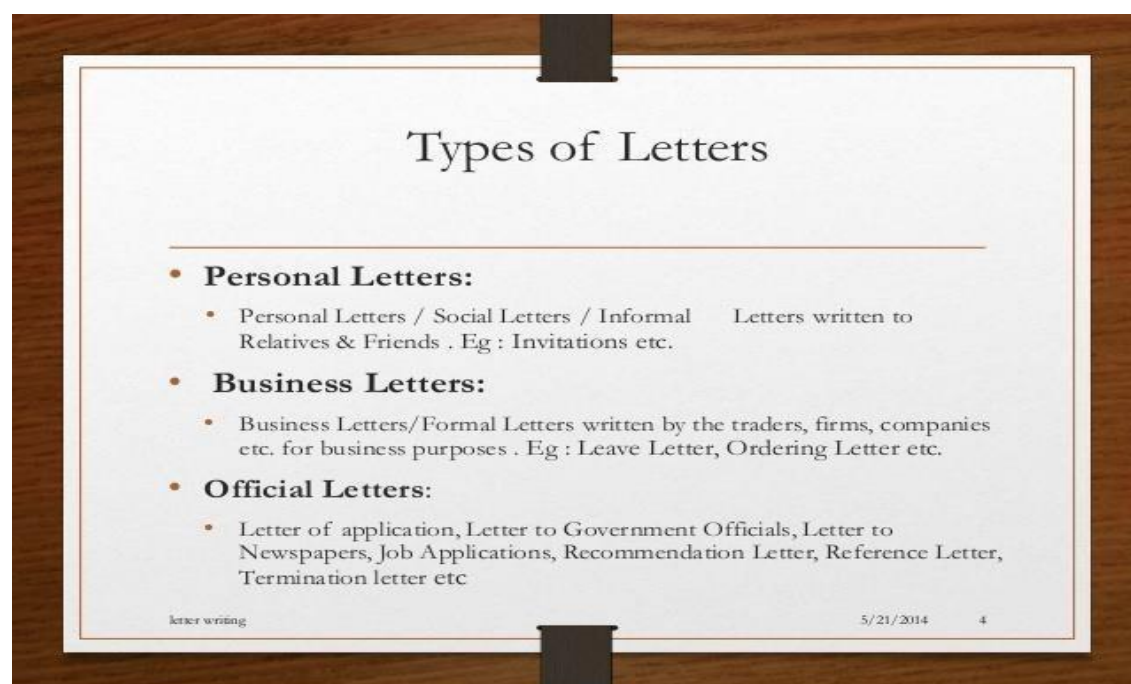 Types of Letters
• Personal Letters:
• Personal Letters / Social Letters / Informal Letters written to
Relatives & Friends . Eg : Invitations etc.
• Business Letters:
• Business Letters/Formal Letters written by the traders, firms, companies
etc. for business purposes . Eg : Leave Letter, Ordering Letter etc.
• Official Letters:
• Letter of application, Letter to Government Officials, Letter to
Newspapers, Job Applications, Recommendation Letter, Reference Letter,
Termination letter etc
letter writing 5/21/2014 4